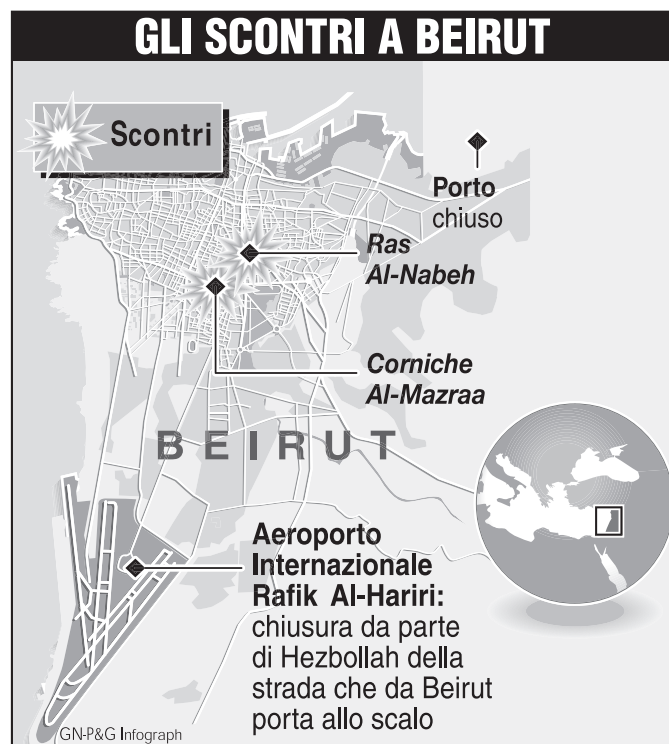 GLI SCONTRI A BEIRUT
Scontri
Porto
chiuso
Ras
Al-Nabeh
Corniche
Al-Mazraa
BEIRUT
Aeroporto
Internazionale
Rafik Al-Hariri:
chiusura da parte
di Hezbollah della
strada che da Beirut
porta allo scalo
GN-P&G Infograph